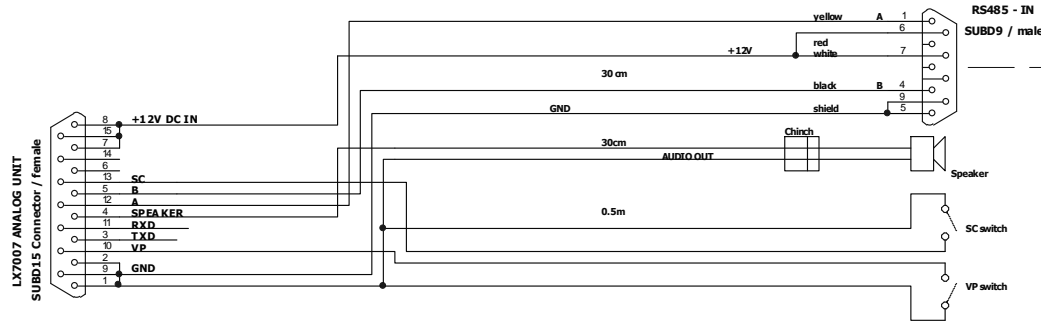 RS485 - IN
SUBD9 / male
yellow A 1
6
red
+12V white 7
30 cm
black B 4
9
GND shield 5
LX7007 ANALOG UNIT
SUBD15 Connector / female
8 +12V DC IN
15
7
14
6
13 SC
5 B
12 A
4 SPEAKER
11 RXD
3 TXD
10 VP
2
9 GND
1
30cm
Chinch
AUDIO OUT
Speaker
0.5m
SC switch
VP switch